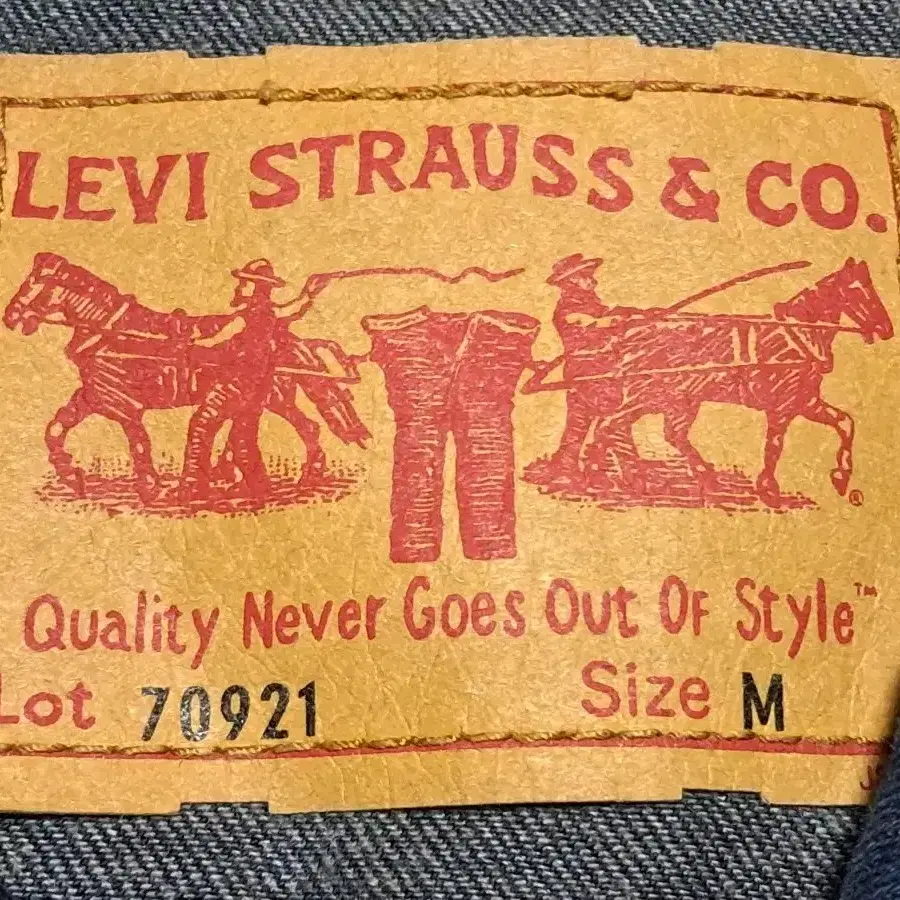 LEVI STRAUSS & CO.
®
Quality Never Goes Out Of Style™
Lot 70921 Size M